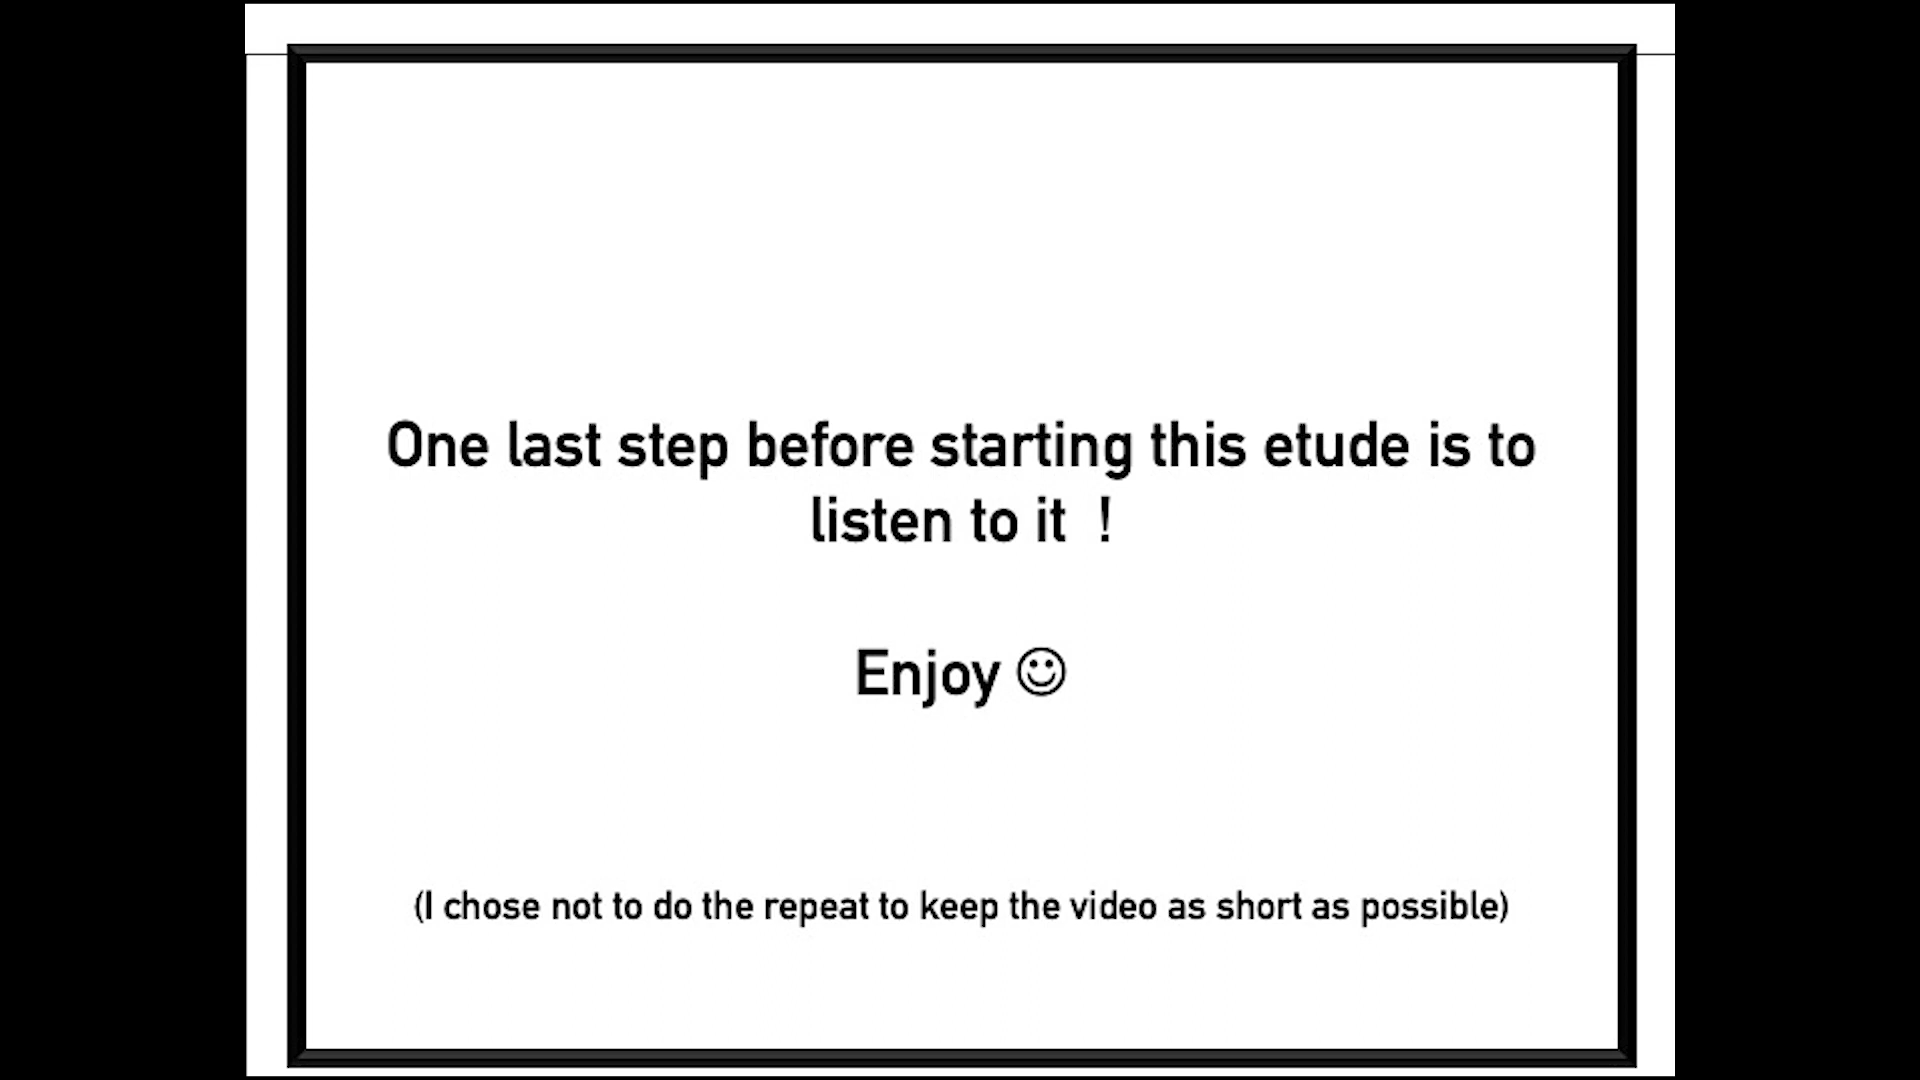 One last step before starting this etude is to
listen to it  !
Enjoy ☺
(I chose not to do the repeat to keep the video as short as possible)